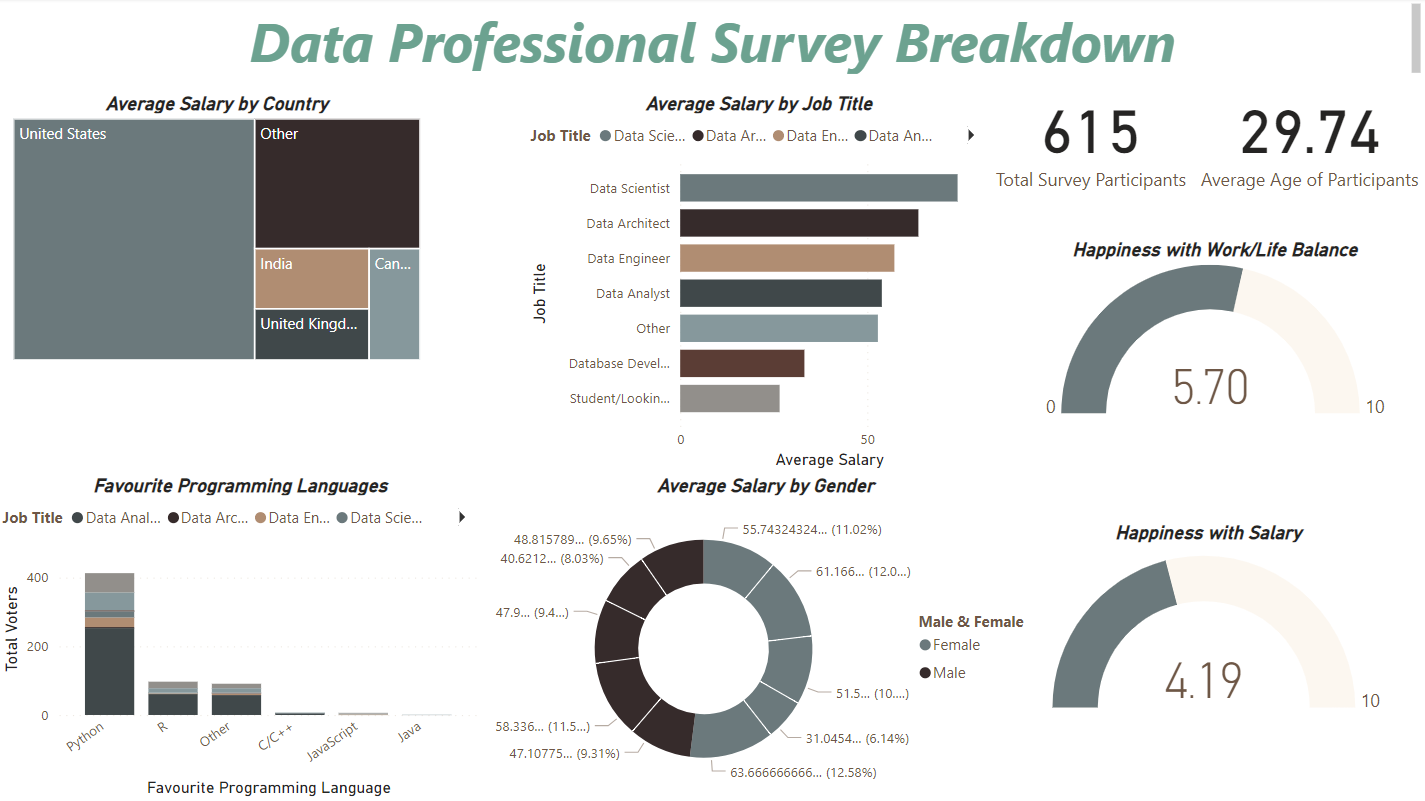 Data Professional Survey Breakdown
Average Salary by Country
United States
Other
India
Can...
United Kingd...
Average Salary by Job Title
Job Title Data Scie... Data Ar... Data En... Data An...
Job Title
Data Scientist
Data Architect
Data Engineer
Data Analyst
Other
Database Devel...
Student/Lookin...
0 50
Average Salary
615
Total Survey Participants
29.74
Average Age of Participants
Happiness with Work/Life Balance
5.70
0 10
Favourite Programming Languages
Job Title Data Anal... Data Arc... Data En... Data Scie...
Total Voters
400
200
0
Python R Other C/C++ JavaScript Java
Favourite Programming Language
Average Salary by Gender
55.74324324... (11.02%)
61.166... (12.0...)
51.5... (10....)
31.0454... (6.14%)
63.666666666... (12.58%)
47.10775... (9.31%)
58.336... (11.5...)
47.9... (9.4...)
40.6212... (8.03%)
48.815789... (9.65%)
Male & Female
Female
Male
Happiness with Salary
4.19
10